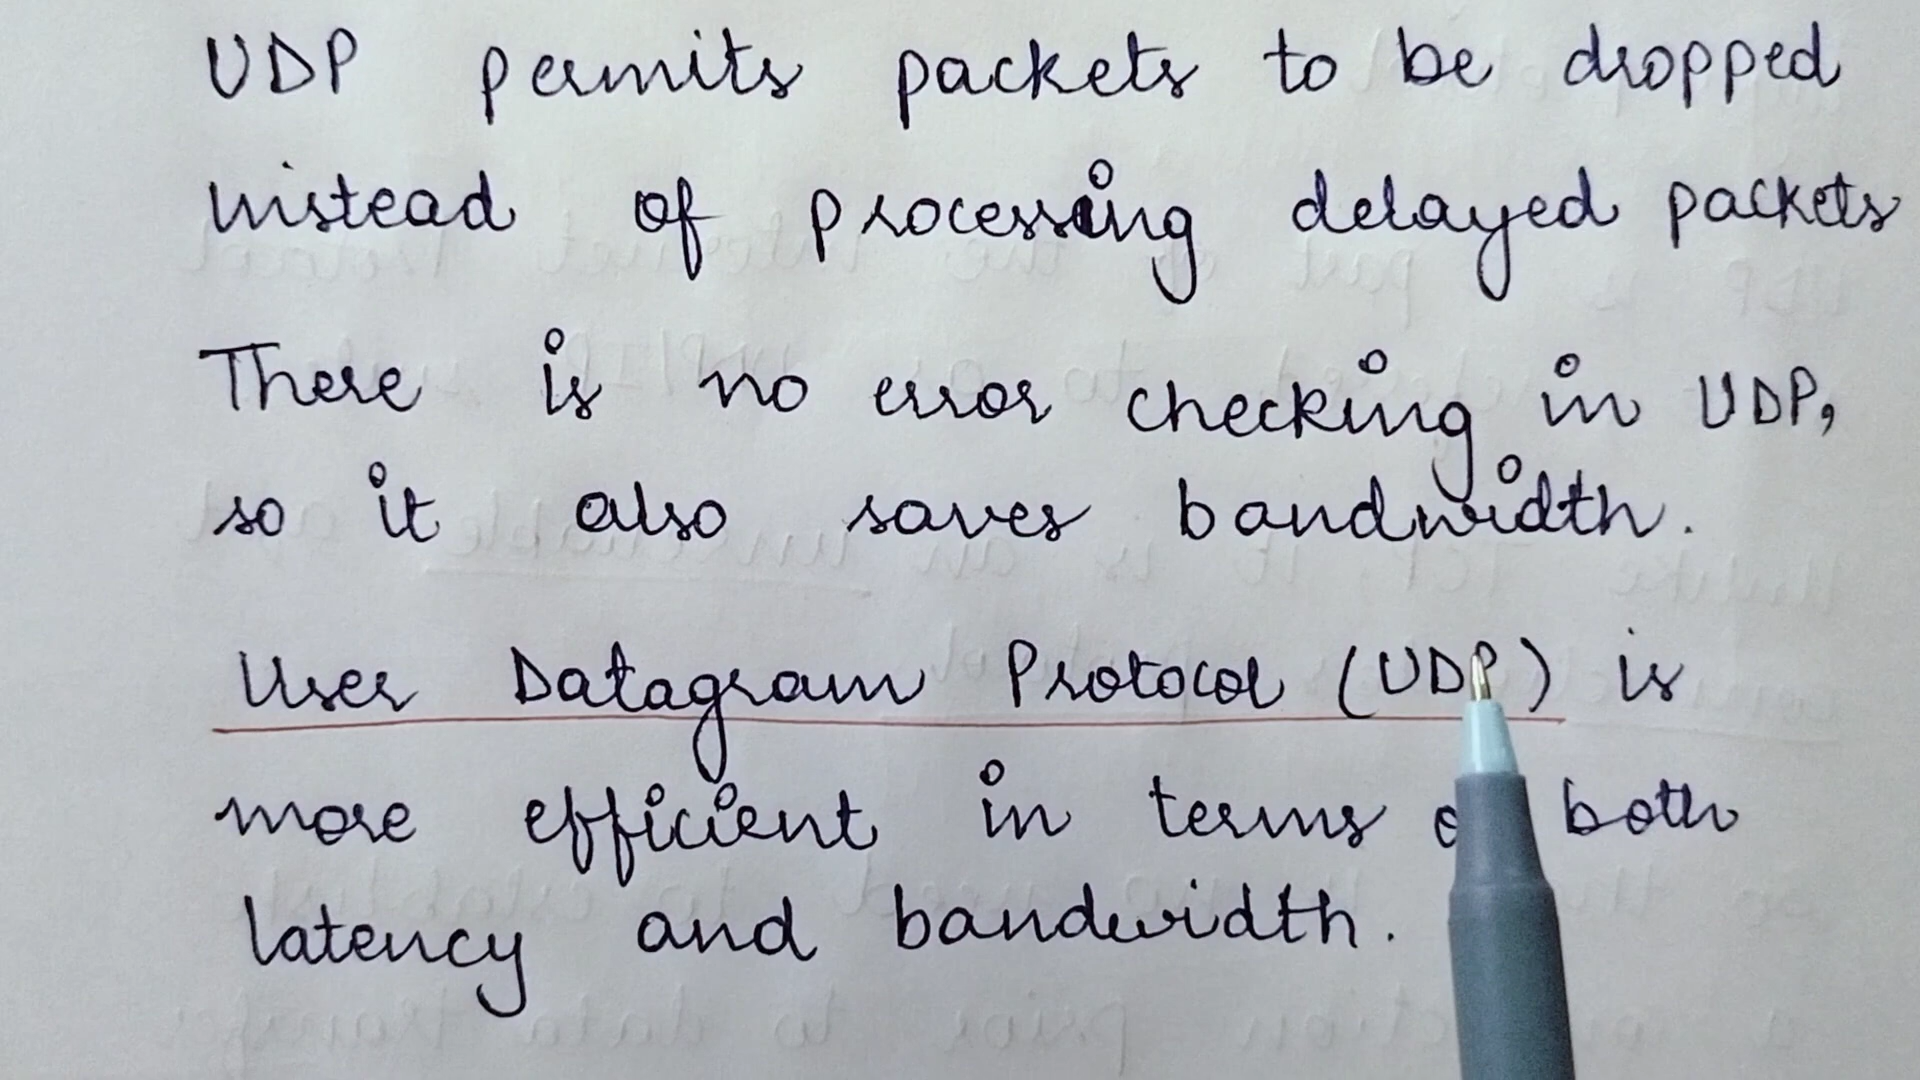 UDP permits packets to be dropped
instead of processing delayed packets
There is no error checking in UDP,
so it also saves bandwidth.
User Datagram Protocol (UDP) is
more efficient in terms both
latency and bandwidth.